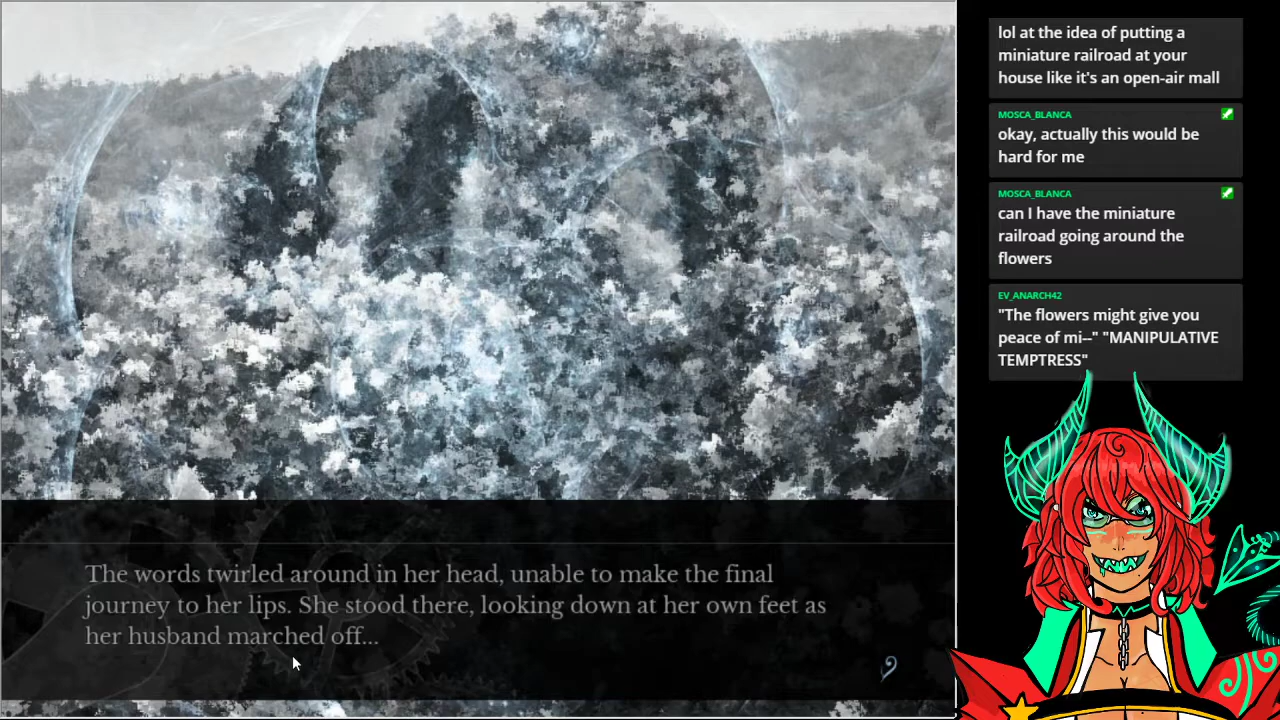 The words twirled around in her head, unable to make the final
journey to her lips. She stood there, looking down at her own feet as
her husband marched off...
lol at the idea of putting a
miniature railroad at your
house like it's an open-air mall
MOSCA_BLANCA
okay, actually this would be
hard for me
MOSCA_BLANCA
can I have the miniature
railroad going around the
flowers
EV_ANARCH42
"The flowers might give you
peace of mi--" "MANIPULATIVE
TEMPTRESS"